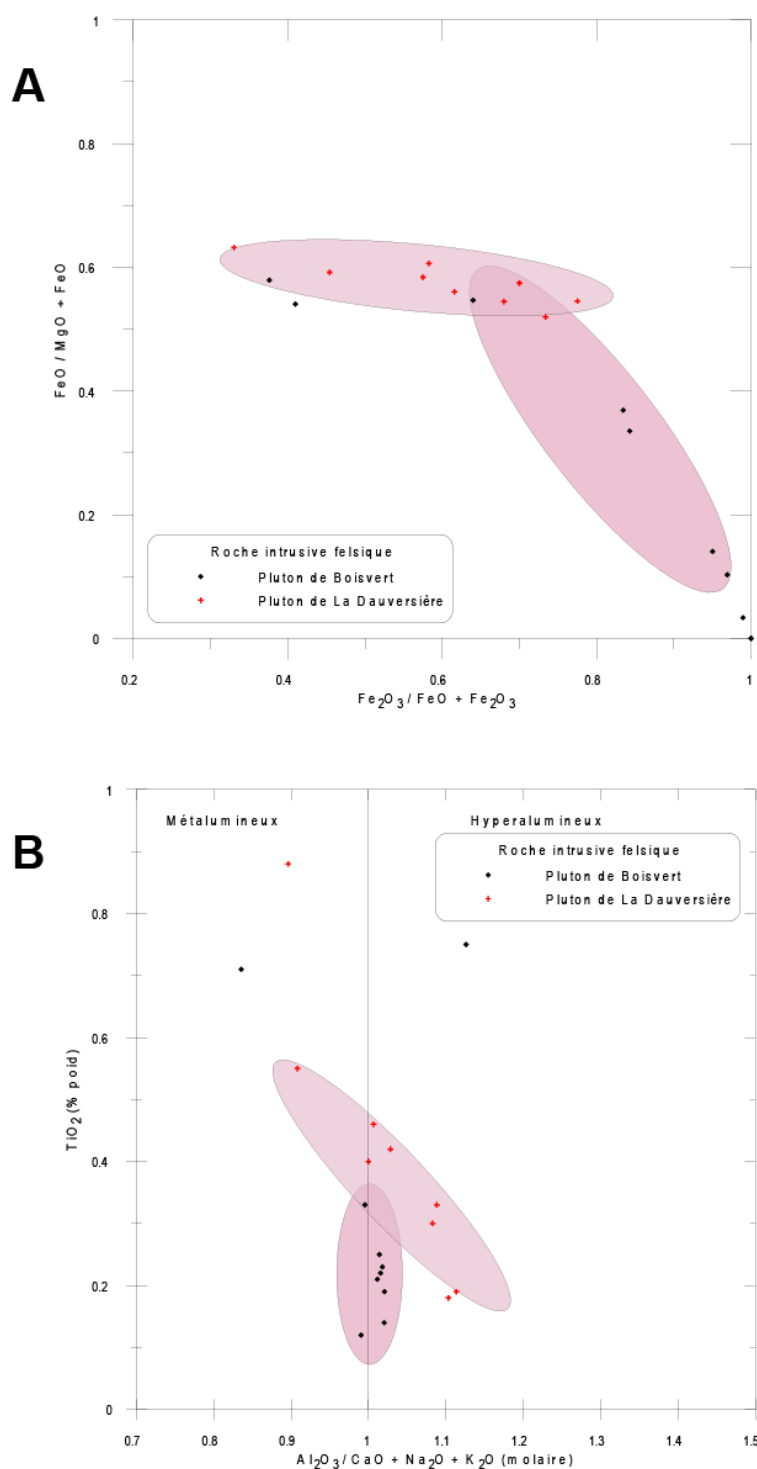 A
1
0.8
0.6
0.4
0.2
0
FeO / MgO + FeO
Roche intrusive felsique
Pluton de Boisvert
Pluton de La Dauversière
0.2 0.4 0.6 0.8 1
Fe2O3 / FeO + Fe2O3
B
1
0.8
0.6
0.4
0.2
0
TiO2 (% poid)
Métalumineux Hyperalumineux
Roche intrusive felsique
Pluton de Boisvert
Pluton de La Dauversière
0.7 0.8 0.9 1 1.1 1.2 1.3 1.4 1.5
Al2O3 / CaO + Na2O + K2O (molaire)